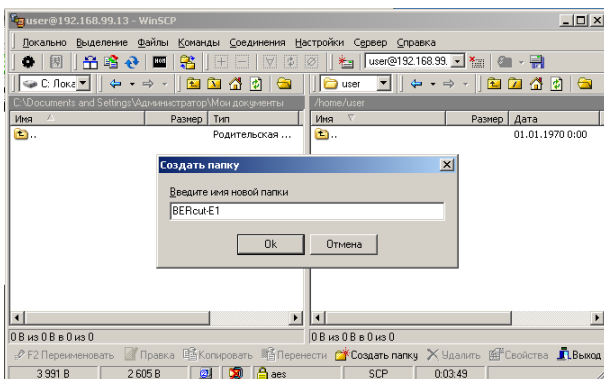 user@192.168.99.13 - WinSCP
Локально Выделение Файлы Команды Соединения Настройки Сервер Справка
user@192.168.99.
C: Лока user
C:\Documents and Settings\Администратор\Мои документы /home/user
Имя Размер Тип Имя Размер Дата
.. Родительская ... .. 01.01.1970 0:00
Создать папку
Введите имя новой папки
BERcut-E1
Ok Отмена
0 B из 0 B в 0 из 0 0 B из 0 B в 0 из 0
F2 Переименовать Правка Копировать Перенести Создать папку Удалить Свойства Выход
3 991 B 2 605 B aes SCP 0:03:49